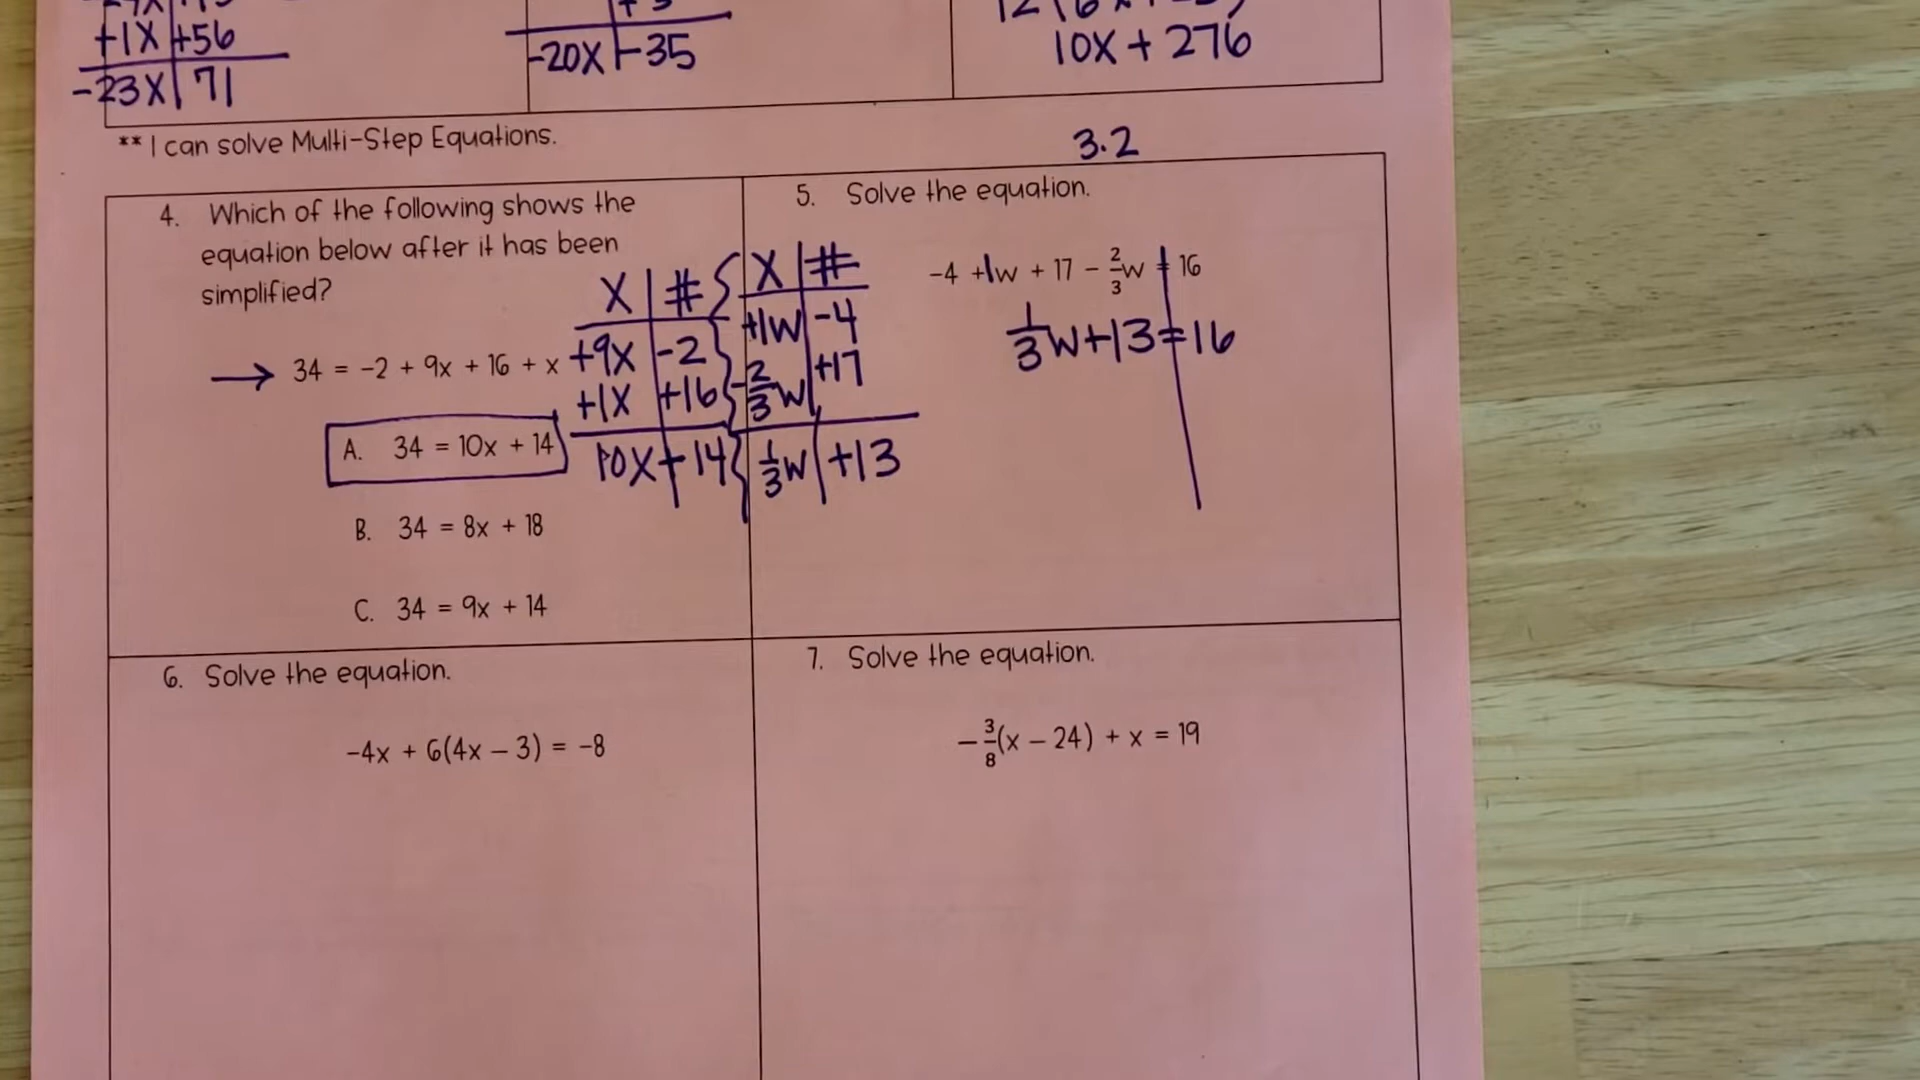 +1X +56
-23X 71
-20X -35
10X + 276
** I can solve Multi-Step Equations.
3.2
4. Which of the following shows the
equation below after it has been
simplified?
→ 34 = -2 + 9x + 16 + x
X | #
+9X | -2
+1X | +16
10X + 14
A. 34 = 10x + 14
B. 34 = 8x + 18
C. 34 = 9x + 14
5. Solve the equation.
-4 +1w + 17 - 2/3w = 16
1/3W+13=16
X | #
+1W | -4
-2/3W | +17
1/3W | +13
6. Solve the equation.
-4x + 6(4x - 3) = -8
7. Solve the equation.
-3/8(x - 24) + x = 19